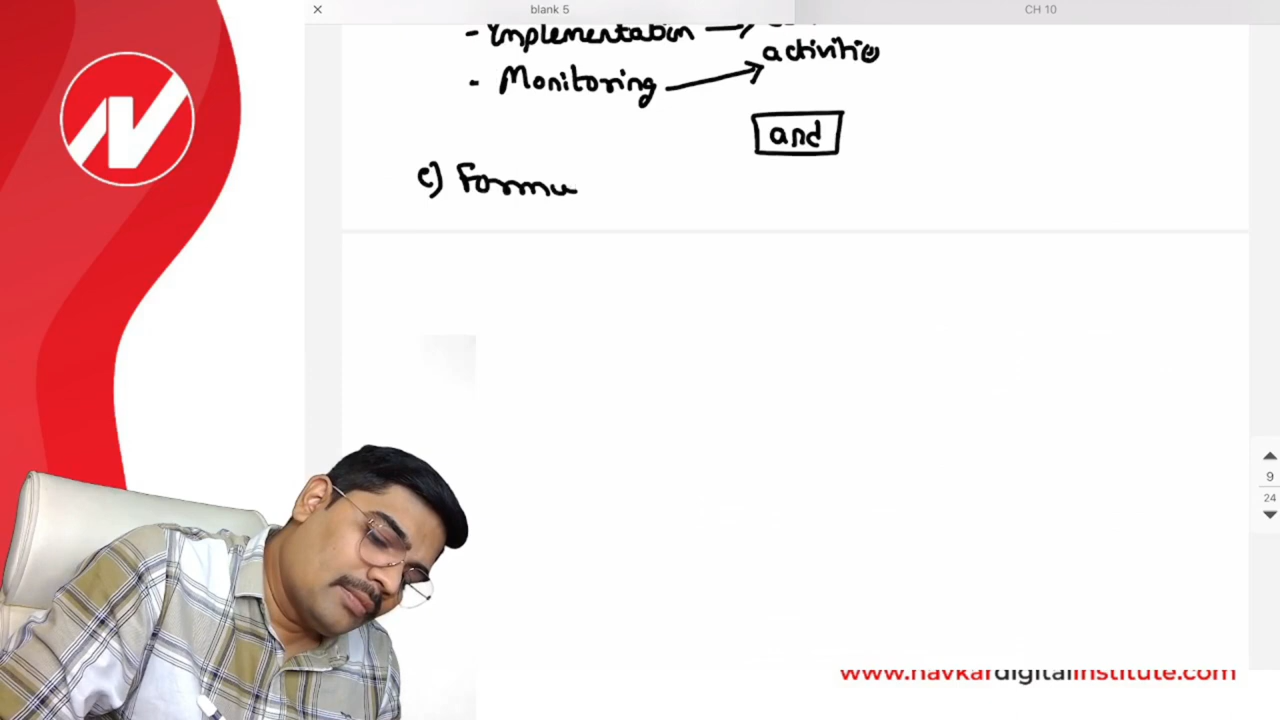 blank 5
CH 10
- Implementation →
activities
- Monitoring →
and
c) Formu
9
24
www.navkardigitalinstitute.com